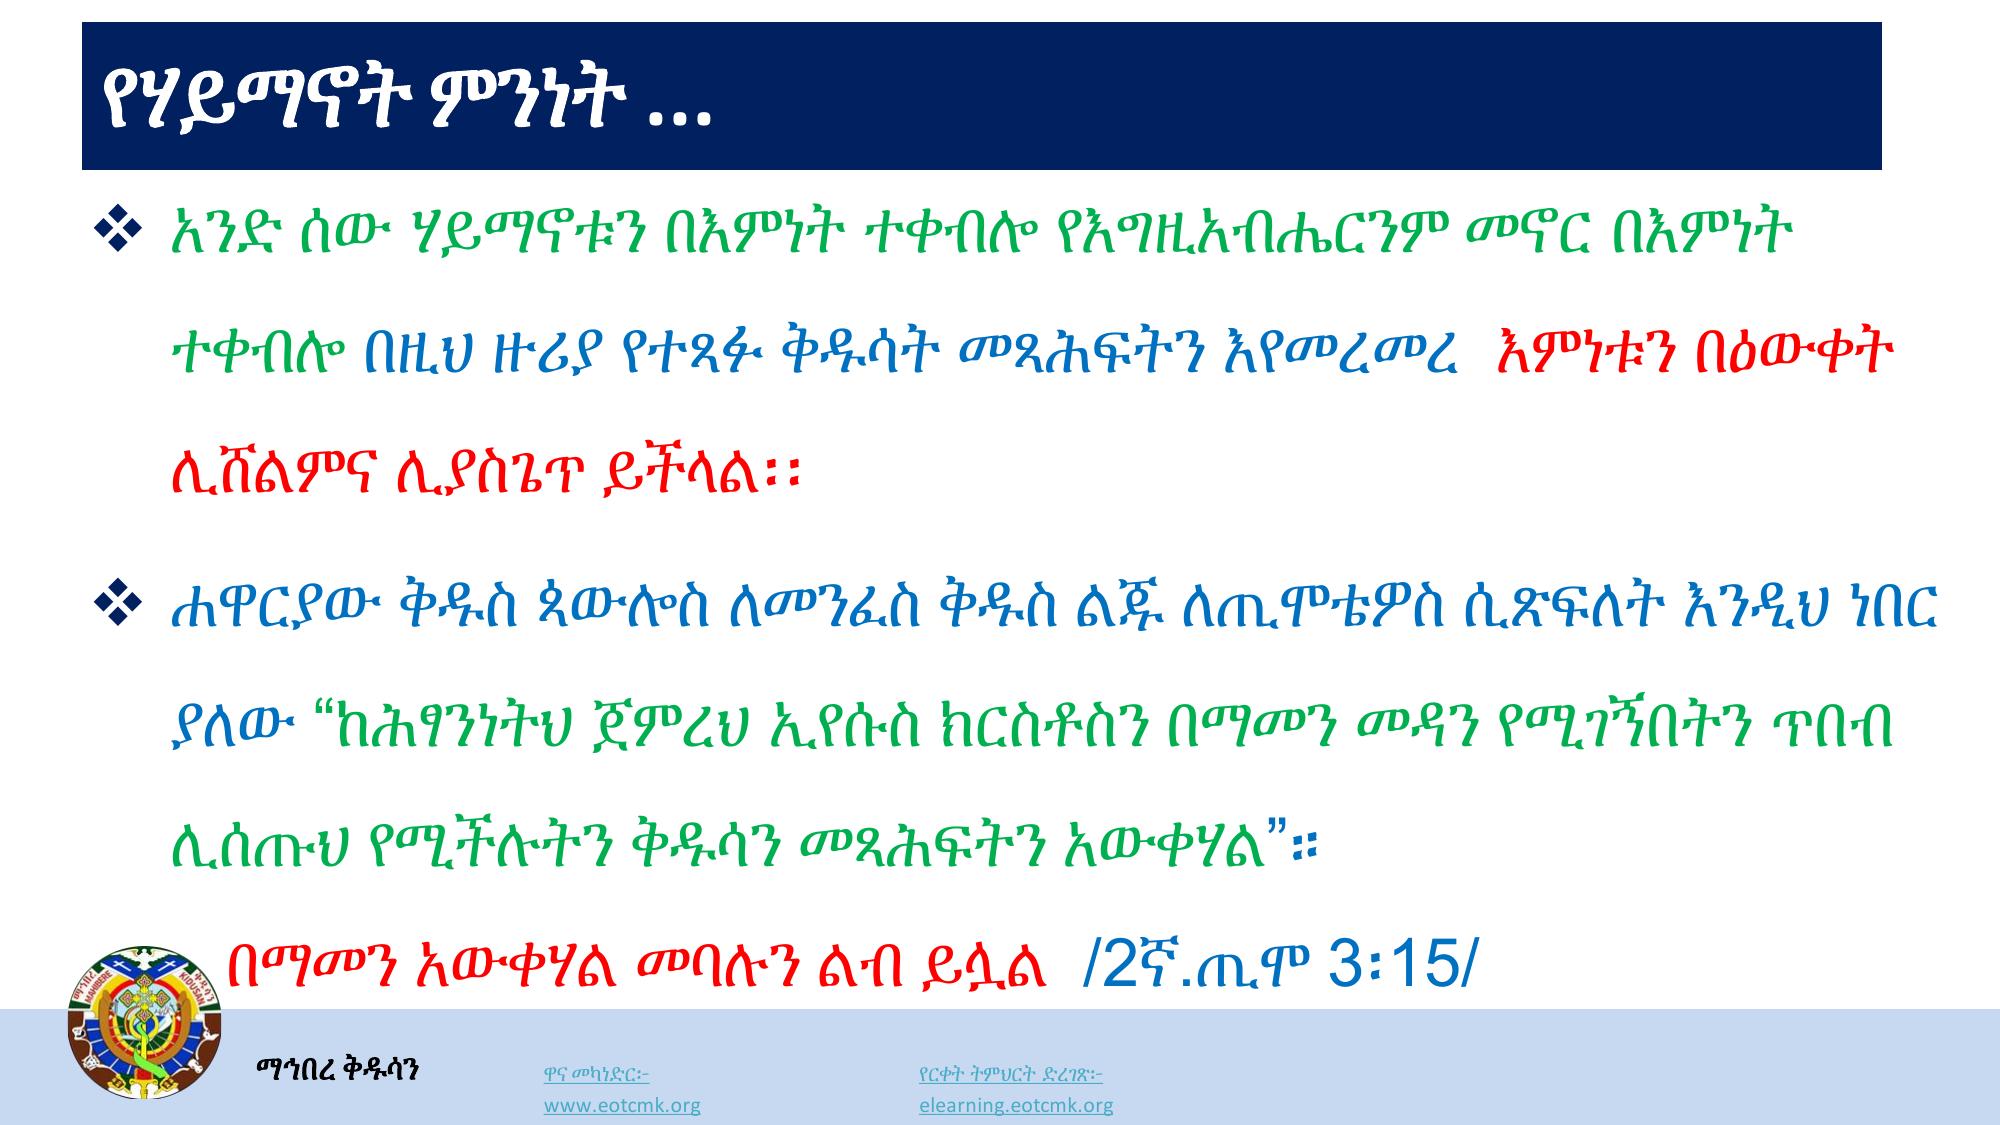 የሃይማኖት ምንነት ...
❖ አንድ ሰው ሃይማኖቱን በእምነት ተቀብሎ የእግዚአብሔርንም መኖር በእምነት
ተቀብሎ በዚህ ዙሪያ የተጻፉ ቅዱሳት መጻሕፍትን እየመረመረ እምነቱን በዕውቀት
ሊሸልምና ሊያስጌጥ ይችላል፡፡
❖ ሐዋርያው ቅዱስ ጳውሎስ ለመንፈስ ቅዱስ ልጁ ለጢሞቴዎስ ሲጽፍለት እንዲህ ነበር
ያለው “ከሕፃንነትህ ጀምረህ ኢየሱስ ክርስቶስን በማመን መዳን የሚገኝበትን ጥበብ
ሊሰጡህ የሚችሉትን ቅዱሳን መጻሕፍትን አውቀሃል”።
በማመን አውቀሃል መባሉን ልብ ይሏል /2ኛ.ጢሞ 3፡15/
ማኅበረ ቅዱሳን
MAHIBERE KIDUSAN
ዋና መካነድር፡-
www.eotcmk.org
የርቀት ትምህርት ድረገጽ፡-
elearning.eotcmk.org